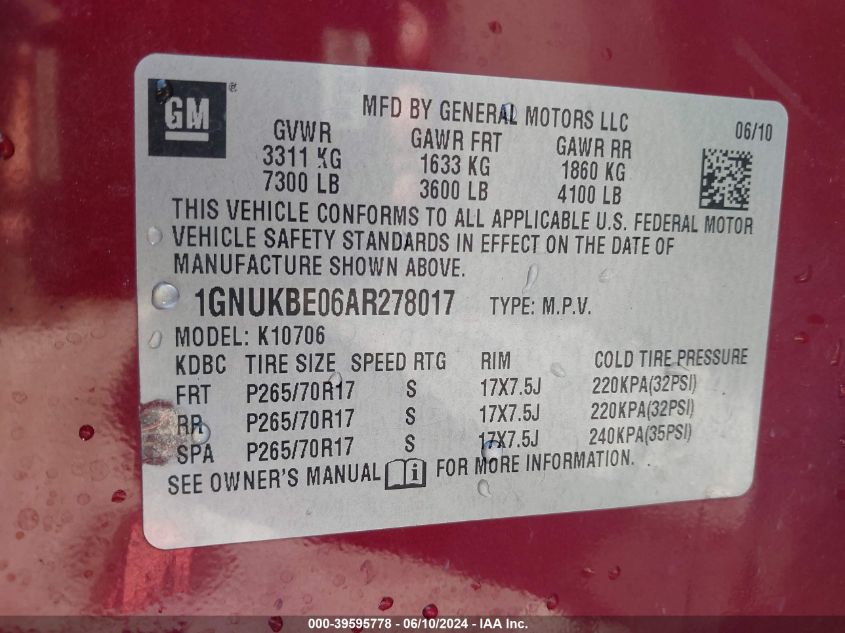 GM ®
MFD BY GENERAL MOTORS LLC
06/10
GVWR GAWR FRT GAWR RR
3311 KG 1633 KG 1860 KG
7300 LB 3600 LB 4100 LB
THIS VEHICLE CONFORMS TO ALL APPLICABLE U.S. FEDERAL MOTOR
VEHICLE SAFETY STANDARDS IN EFFECT ON THE DATE OF
MANUFACTURE SHOWN ABOVE.
1GNUKBE06AR278017 TYPE: M.P.V.
MODEL: K10706
KDBC TIRE SIZE SPEED RTG RIM COLD TIRE PRESSURE
FRT P265/70R17 S 17X7.5J 220KPA(32PSI)
RR P265/70R17 S 17X7.5J 220KPA(32PSI)
SPA P265/70R17 S 17X7.5J 240KPA(35PSI)
SEE OWNER'S MANUAL i FOR MORE INFORMATION.
000-39595778 - 06/10/2024 - IAA Inc.